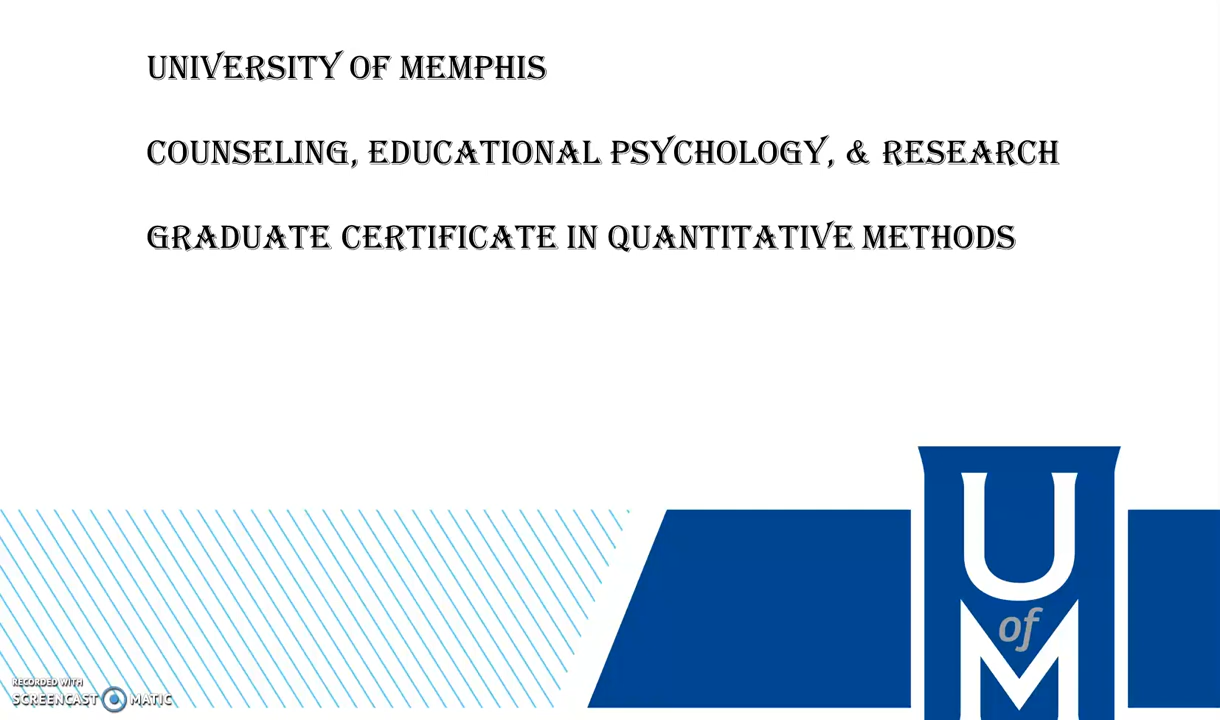 UNIVERSITY OF MEMPHIS
COUNSELING, EDUCATIONAL PSYCHOLOGY, & RESEARCH
GRADUATE CERTIFICATE IN QUANTITATIVE METHODS
U
of
M
RECORDED WITH
SCREENCAST MATIC